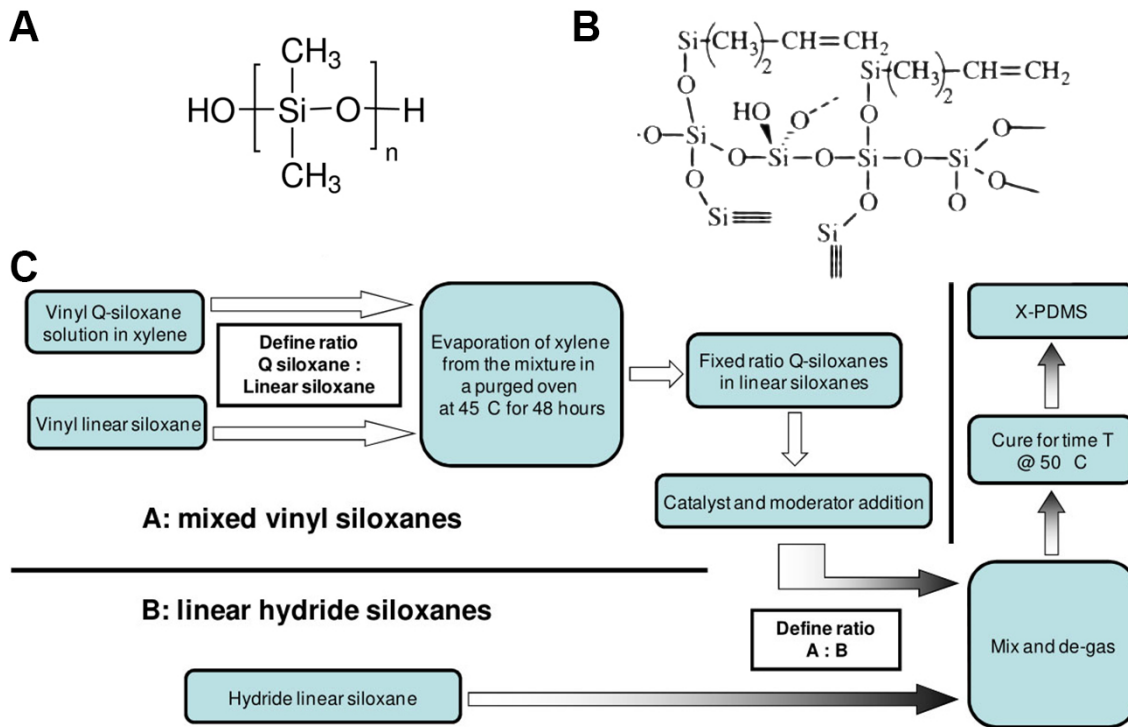 A
CH3
HO
Si
O
H
n
CH3
B
Si(CH3)2 CH=CH2
Si(CH3)2 CH=CH2
O
HO
O
O
·O
Si
O
Si
O
Si
O
Si
O
O
O
O
O
Si
Si
C
Vinyl Q-siloxane
solution in xylene
Define ratio
Q siloxane :
Linear siloxane
Vinyl linear siloxane
Evaporation of xylene
from the mixture in
a purged oven
at 45 C for 48 hours
Fixed ratio Q-siloxanes
in linear siloxanes
Catalyst and moderator addition
A: mixed vinyl siloxanes
B: linear hydride siloxanes
Hydride linear siloxane
Define ratio
A : B
X-PDMS
Cure for time T
@ 50 C
Mix and de-gas